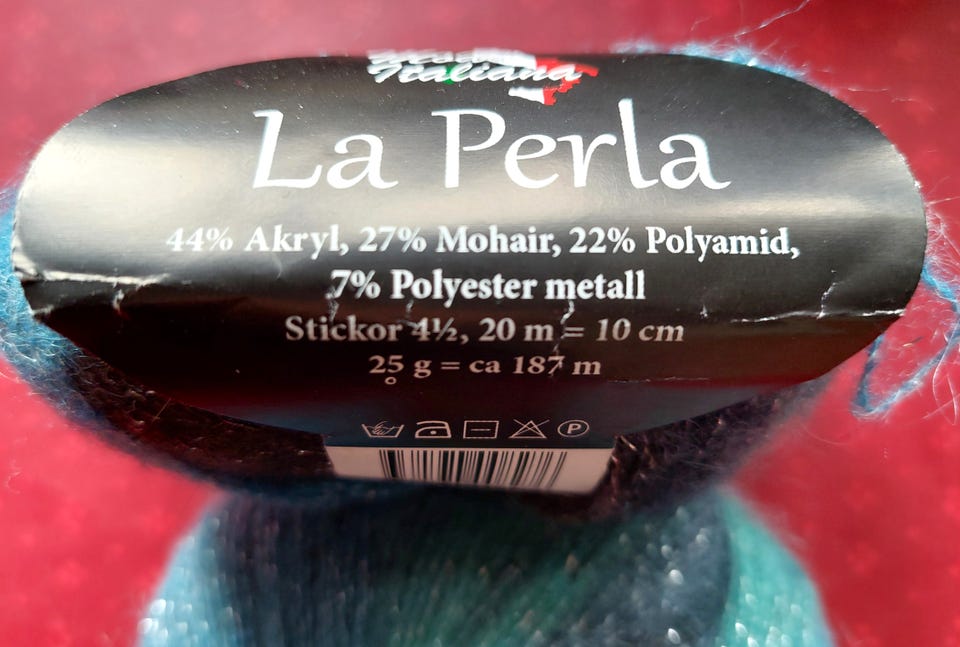 Italiana
La Perla
44% Akryl, 27% Mohair, 22% Polyamid,
7% Polyester metall
Stickor 4½, 20 m = 10 cm
25 g = ca 187 m
P